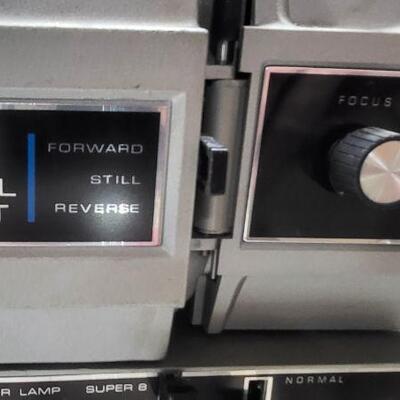 FORWARD
STILL
REVERSE
FOCUS
LAMP SUPER 8
NORMAL